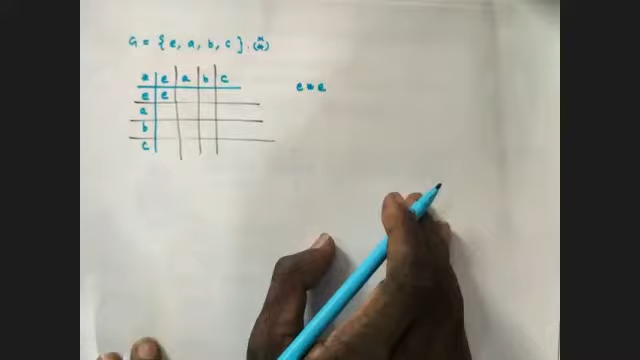 G = { e, a, b, c } . (*)
* e a b c
e e
a
b
c
e * e